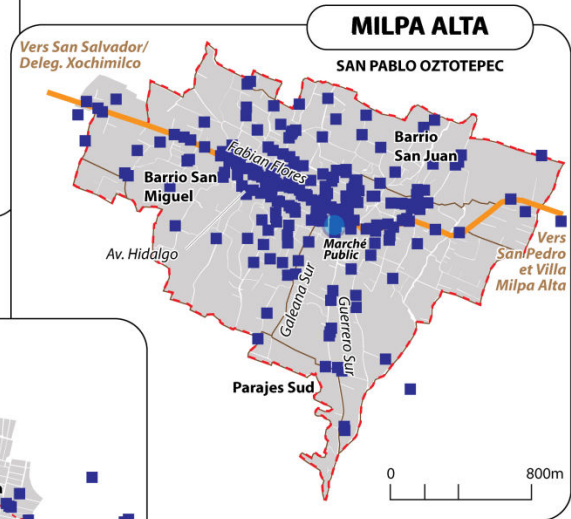 MILPA ALTA
SAN PABLO OZTOTEPEC
Vers San Salvador/
Deleg. Xochimilco
Barrio
San Juan
Fabian Flores
Barrio San
Miguel
Av. Hidalgo
Marché
Public
Vers
San Pedro
et Villa
Milpa Alta
Galeana Sur
Guerrero Sur
Parajes Sud
0
800m